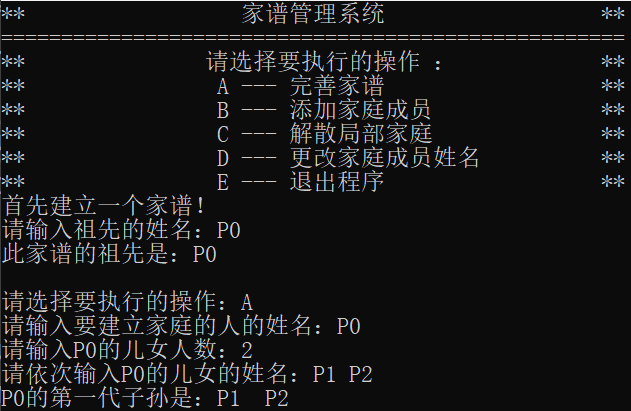 ** 家谱管理系统 **
====================================================
** 请选择要执行的操作 ： **
** A --- 完善家谱 **
** B --- 添加家庭成员 **
** C --- 解散局部家庭 **
** D --- 更改家庭成员姓名 **
** E --- 退出程序 **
首先建立一个家谱！
请输入祖先的姓名：P0
此家谱的祖先是：P0
请选择要执行的操作：A
请输入要建立家庭的人的姓名：P0
请输入P0的儿女人数：2
请依次输入P0的儿女的姓名：P1 P2
P0的第一代子孙是：P1  P2